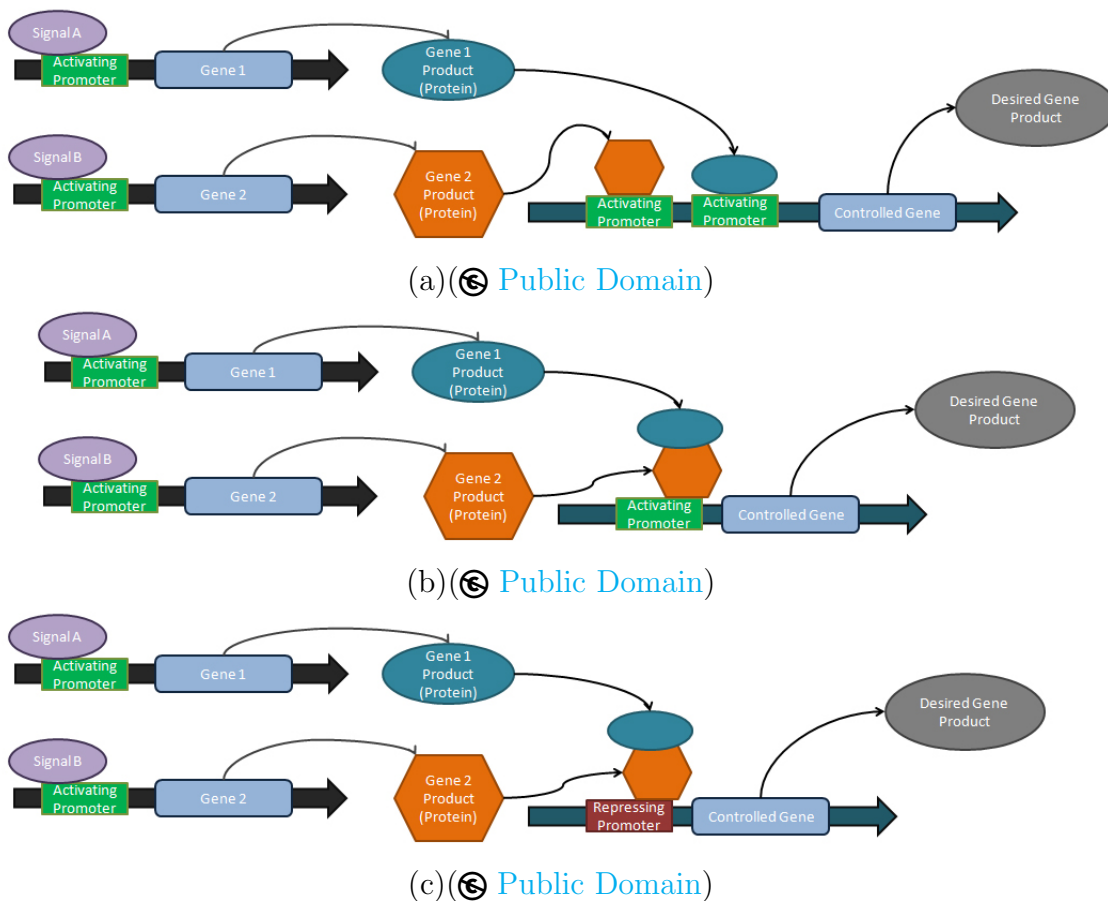 Signal A
Activating
Promoter
Gene 1
Gene 1
Product
(Protein)
Desired Gene
Product
Signal B
Activating
Promoter
Gene 2
Gene 2
Product
(Protein)
Activating
Promoter
Activating
Promoter
Controlled Gene
(a)(Public Domain)
Signal A
Activating
Promoter
Gene 1
Gene 1
Product
(Protein)
Desired Gene
Product
Signal B
Activating
Promoter
Gene 2
Gene 2
Product
(Protein)
Activating
Promoter
Controlled Gene
(b)(Public Domain)
Signal A
Activating
Promoter
Gene 1
Gene 1
Product
(Protein)
Desired Gene
Product
Signal B
Activating
Promoter
Gene 2
Gene 2
Product
(Protein)
Repressing
Promoter
Controlled Gene
(c)(Public Domain)